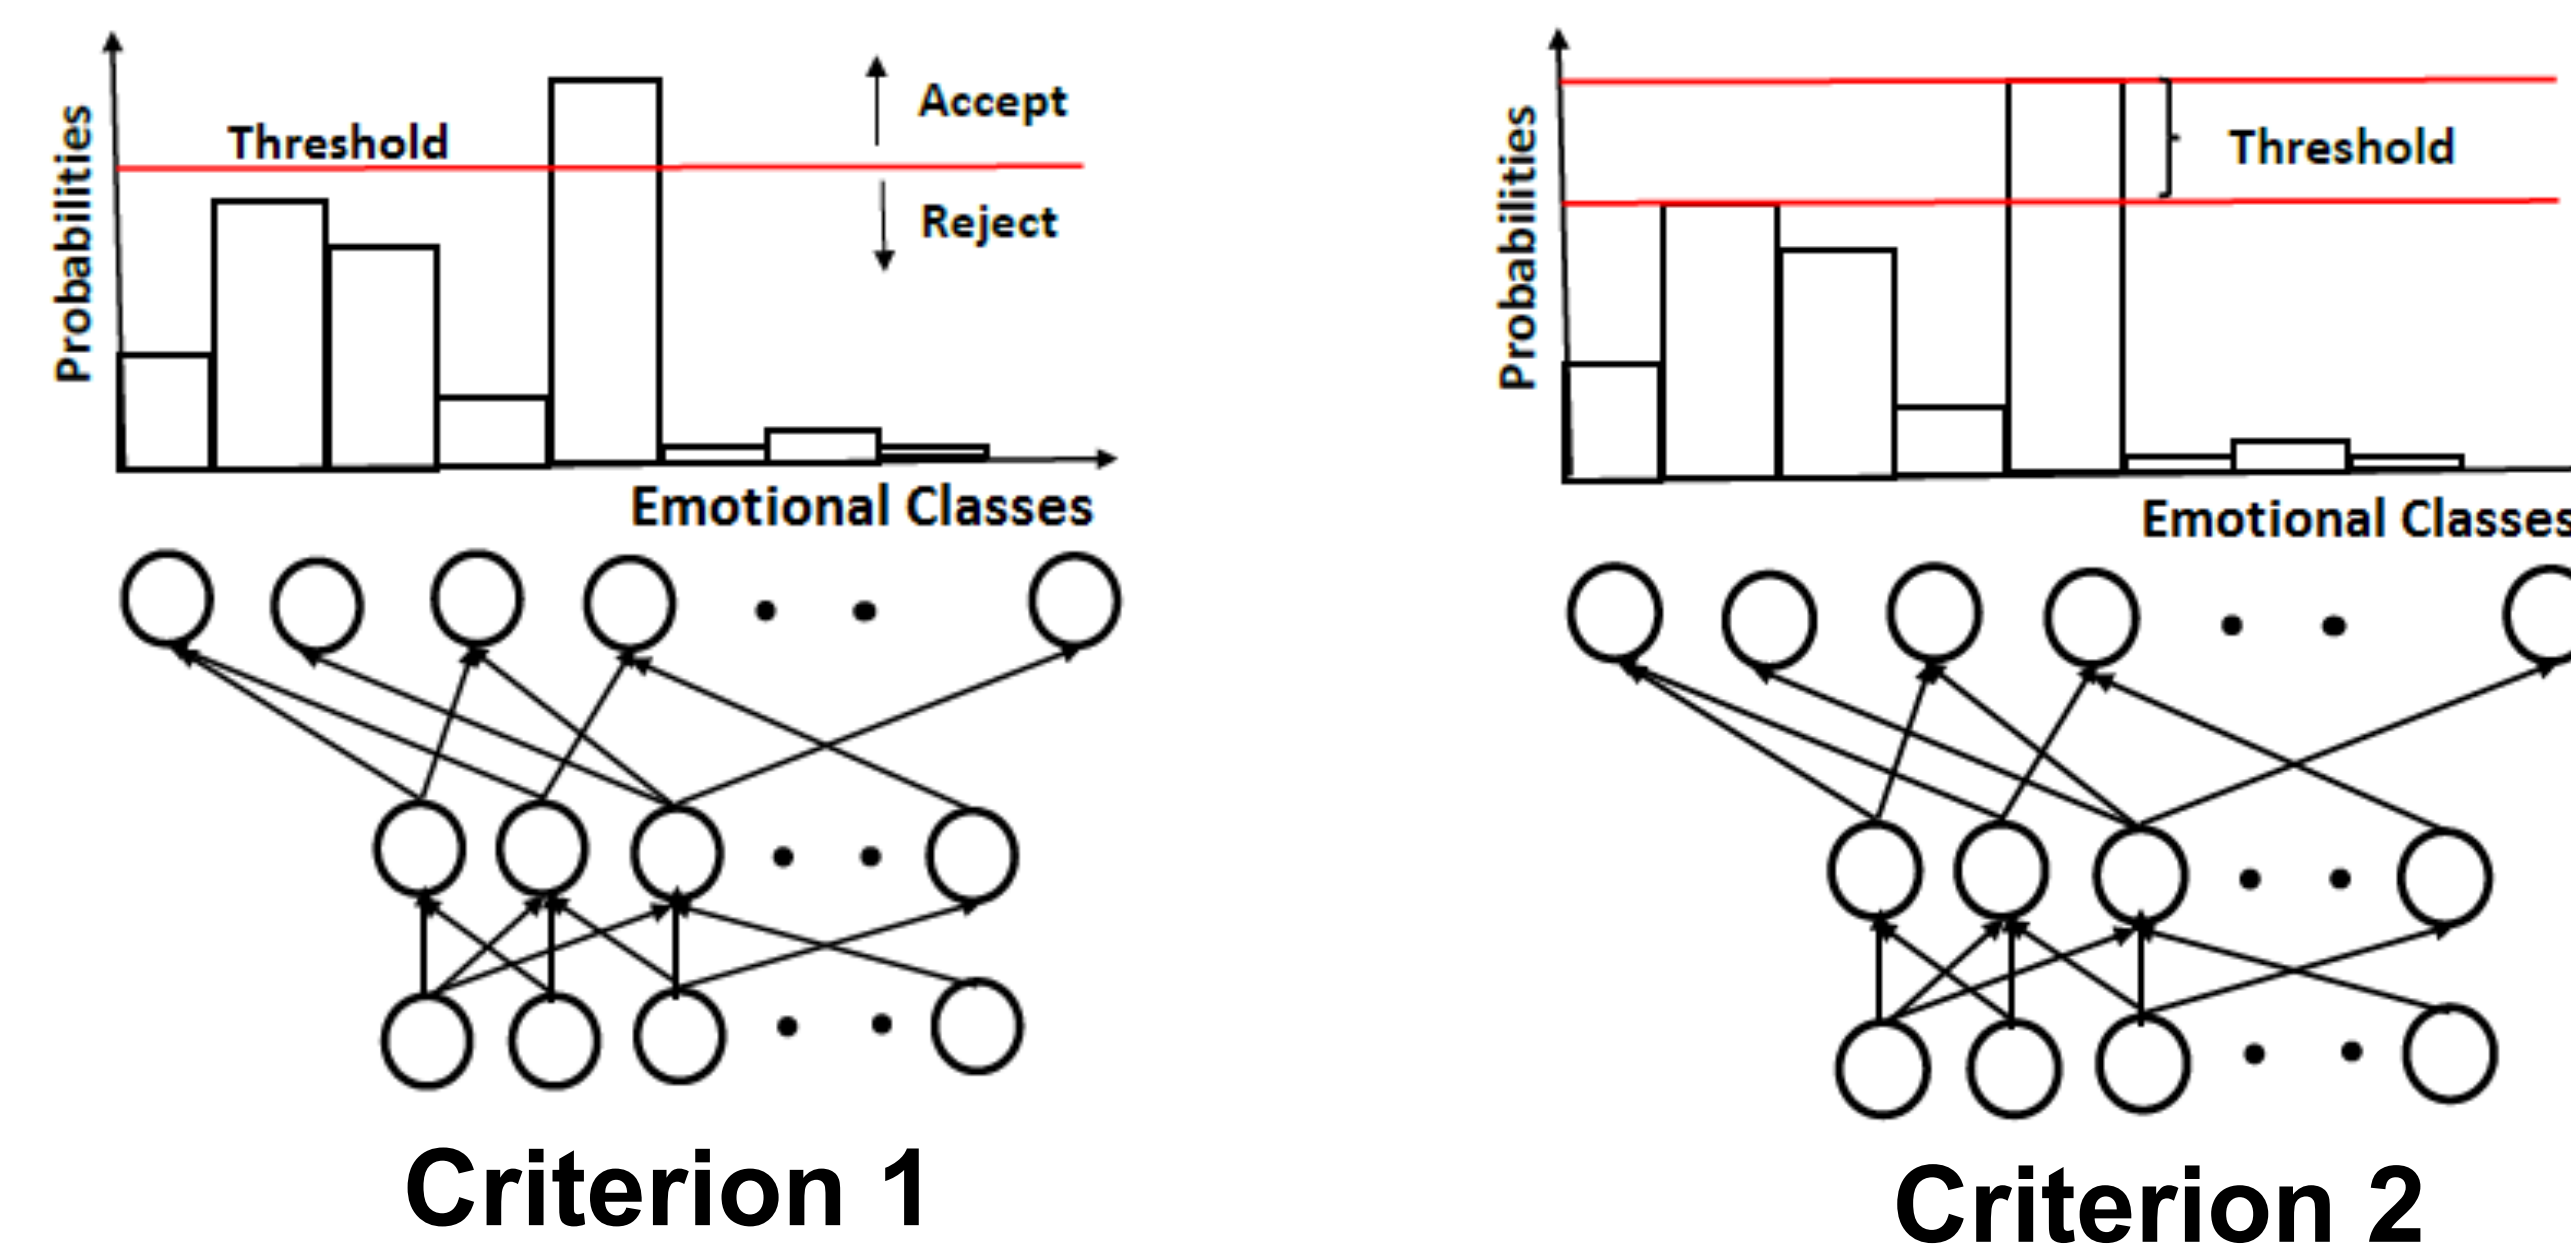 Probabilities
Threshold
Accept
Reject
Emotional Classes
Criterion 1
Probabilities
Threshold
Emotional Classes
Criterion 2